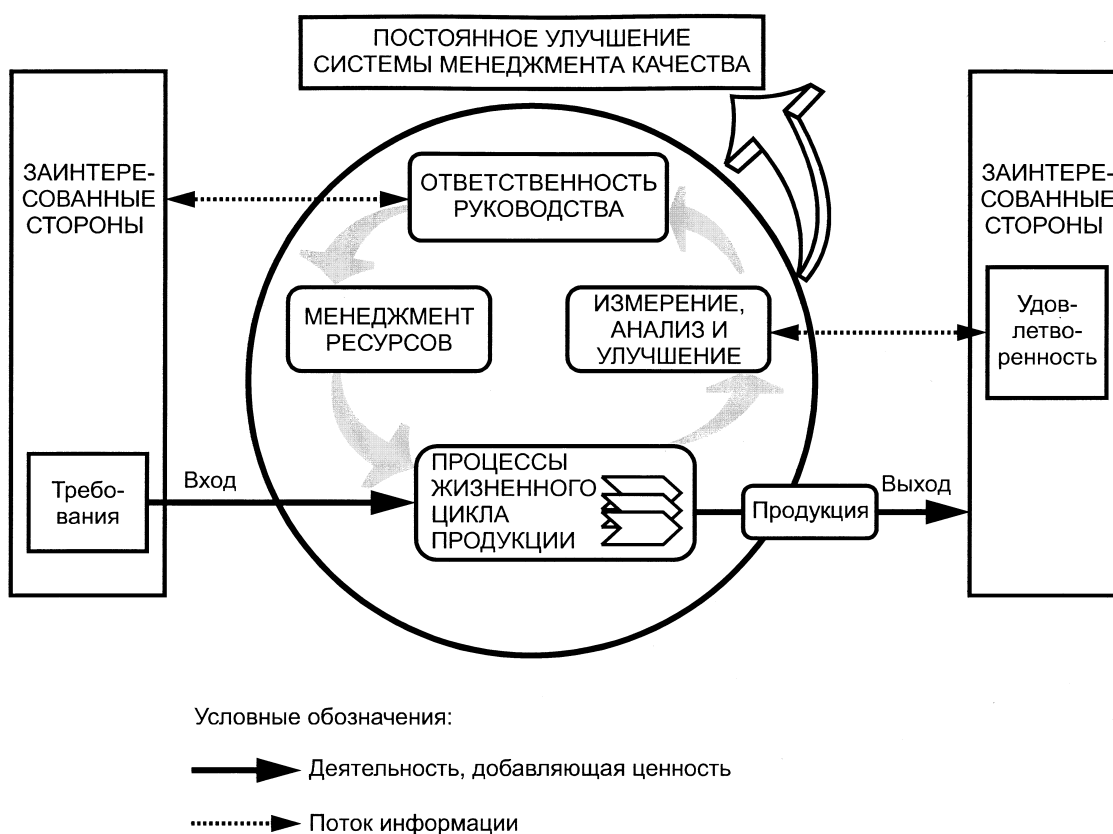 ПОСТОЯННОЕ УЛУЧШЕНИЕ
СИСТЕМЫ МЕНЕДЖМЕНТА КАЧЕСТВА
ЗАИНТЕРЕ-
СОВАННЫЕ
СТОРОНЫ
ОТВЕТСТВЕННОСТЬ
РУКОВОДСТВА
ЗАИНТЕРЕ-
СОВАННЫЕ
СТОРОНЫ
МЕНЕДЖМЕНТ
РЕСУРСОВ
ИЗМЕРЕНИЕ,
АНАЛИЗ И
УЛУЧШЕНИЕ
Удов-
летво-
ренность
Требо-
вания
Вход
ПРОЦЕССЫ
ЖИЗНЕННОГО
ЦИКЛА
ПРОДУКЦИИ
Продукция
Выход
Условные обозначения:
Деятельность, добавляющая ценность
Поток информации